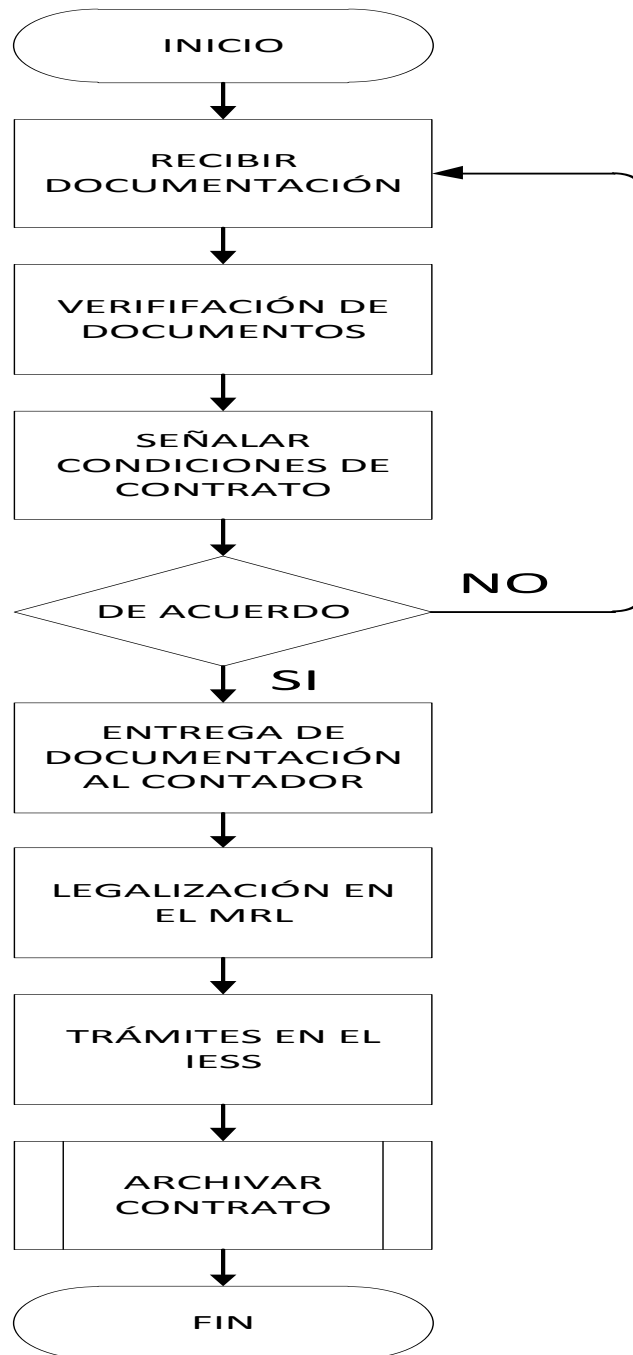 INICIO
RECIBIR
DOCUMENTACIÓN
VERIFIFACIÓN DE
DOCUMENTOS
SEÑALAR
CONDICIONES DE
CONTRATO
DE ACUERDO
NO
SI
ENTREGA DE
DOCUMENTACIÓN
AL CONTADOR
LEGALIZACIÓN EN
EL MRL
TRÁMITES EN EL
IESS
ARCHIVAR
CONTRATO
FIN